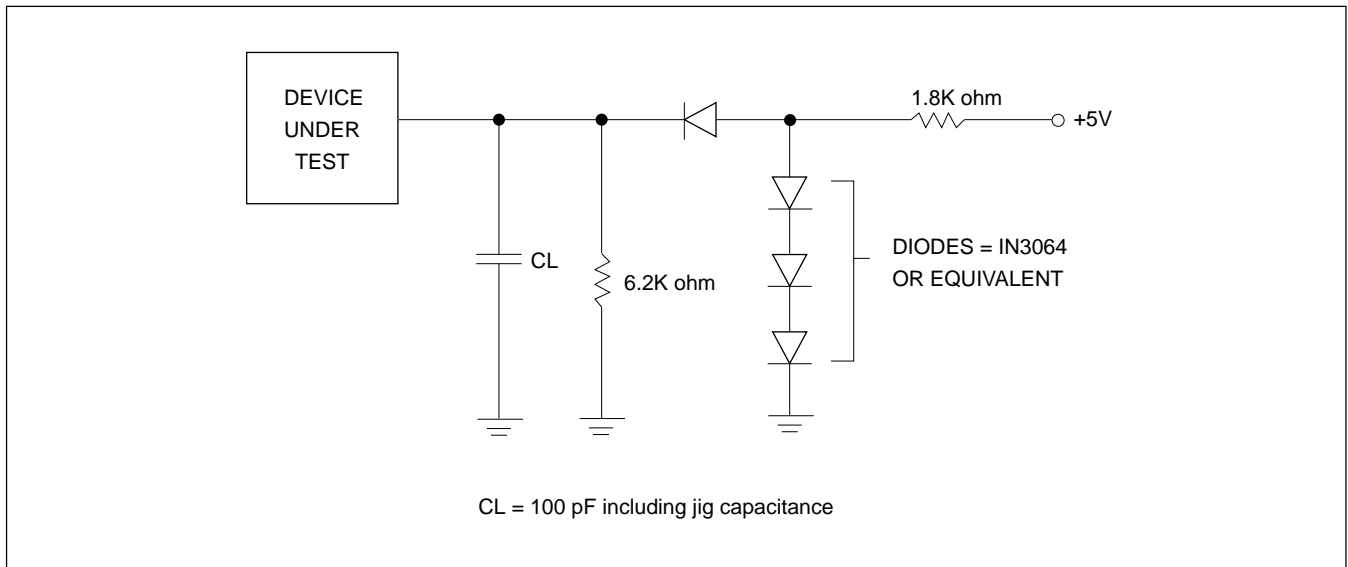 DEVICE
UNDER
TEST
1.8K ohm
+5V
CL
6.2K ohm
DIODES = IN3064
OR EQUIVALENT
CL = 100 pF including jig capacitance